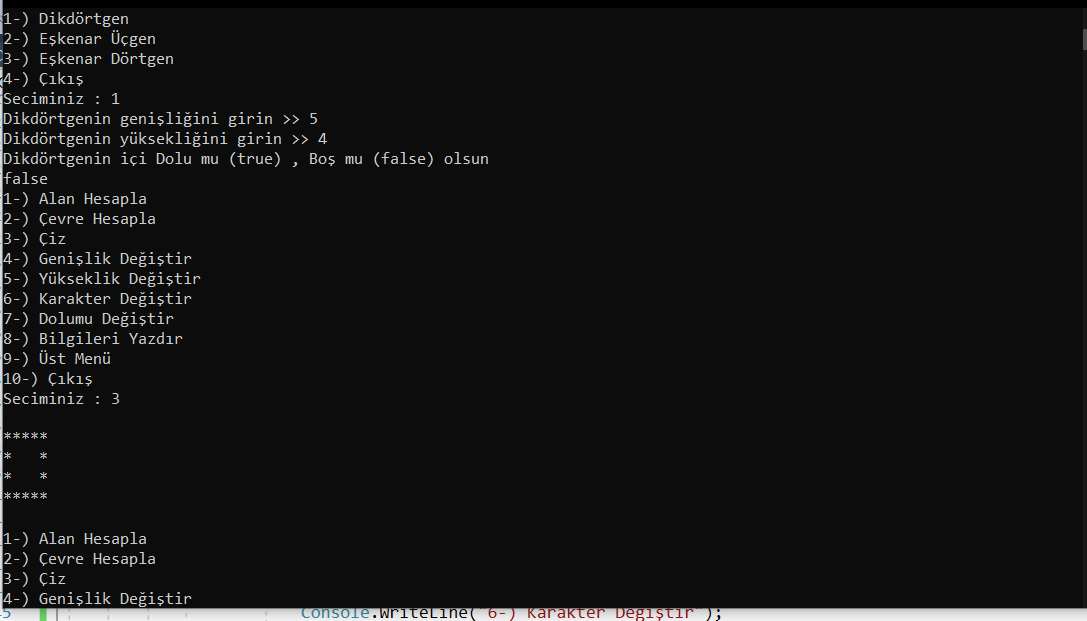 1-) Dikdörtgen
2-) Eşkenar Üçgen
3-) Eşkenar Dörtgen
4-) Çıkış
Seciminiz : 1
Dikdörtgenin genişliğini girin >> 5
Dikdörtgenin yüksekliğini girin >> 4
Dikdörtgenin içi Dolu mu (true) , Boş mu (false) olsun
false
1-) Alan Hesapla
2-) Çevre Hesapla
3-) Çiz
4-) Genişlik Değiştir
5-) Yükseklik Değiştir
6-) Karakter Değiştir
7-) Dolumu Değiştir
8-) Bilgileri Yazdır
9-) Üst Menü
10-) Çıkış
Seciminiz : 3
*****
*   *
*   *
*****
1-) Alan Hesapla
2-) Çevre Hesapla
3-) Çiz
4-) Genişlik Değiştir
5 Console.WriteLine("6-) Karakter Değiştir");